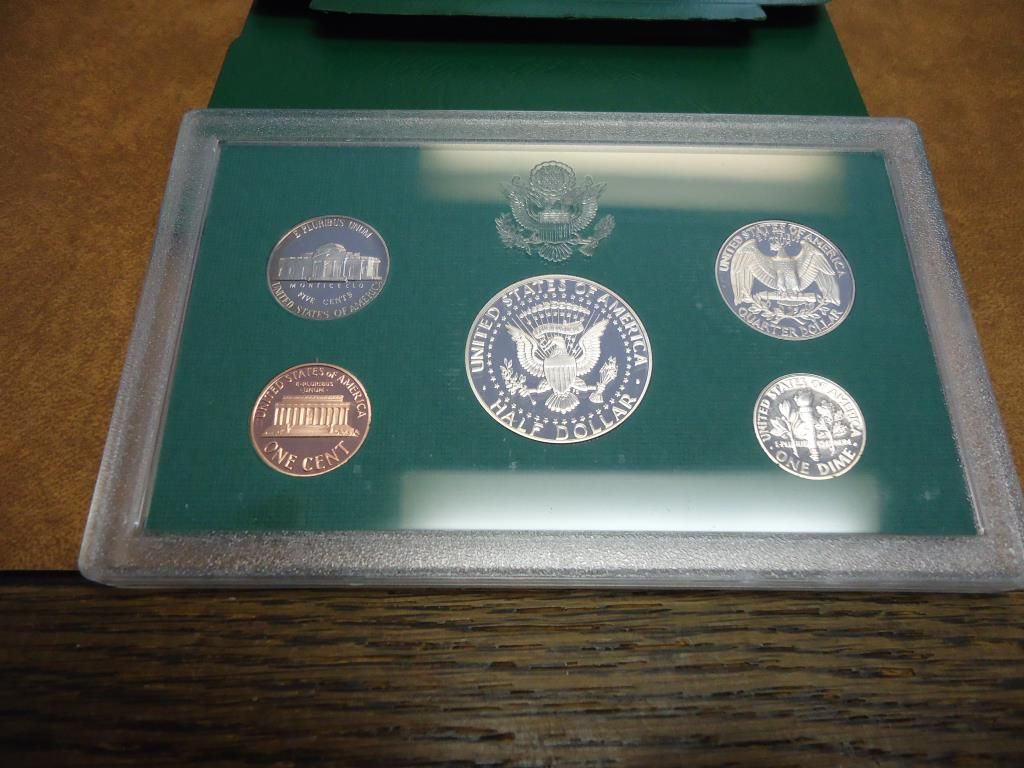 E PLURIBUS UNUM
MONTICELLO
FIVE CENTS
UNITED STATES OF AMERICA
UNITED STATES OF AMERICA
QUARTER DOLLAR
UNITED STATES OF AMERICA
HALF DOLLAR
UNITED STATES OF AMERICA
E·PLURIBUS
·UNUM·
ONE CENT
UNITED STATES OF AMERICA
ONE DIME